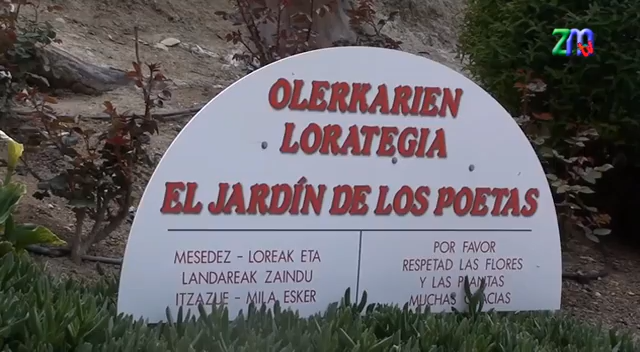 ZMTV
OLERKARIEN
LORATEGIA
EL JARDÍN DE LOS POETAS
MESEDEZ - LOREAK ETA
LANDAREAK ZAINDU
ITZAZUE - MILA ESKER
POR FAVOR
RESPETAD LAS FLORES
Y LAS PLANTAS
MUCHAS GRACIAS